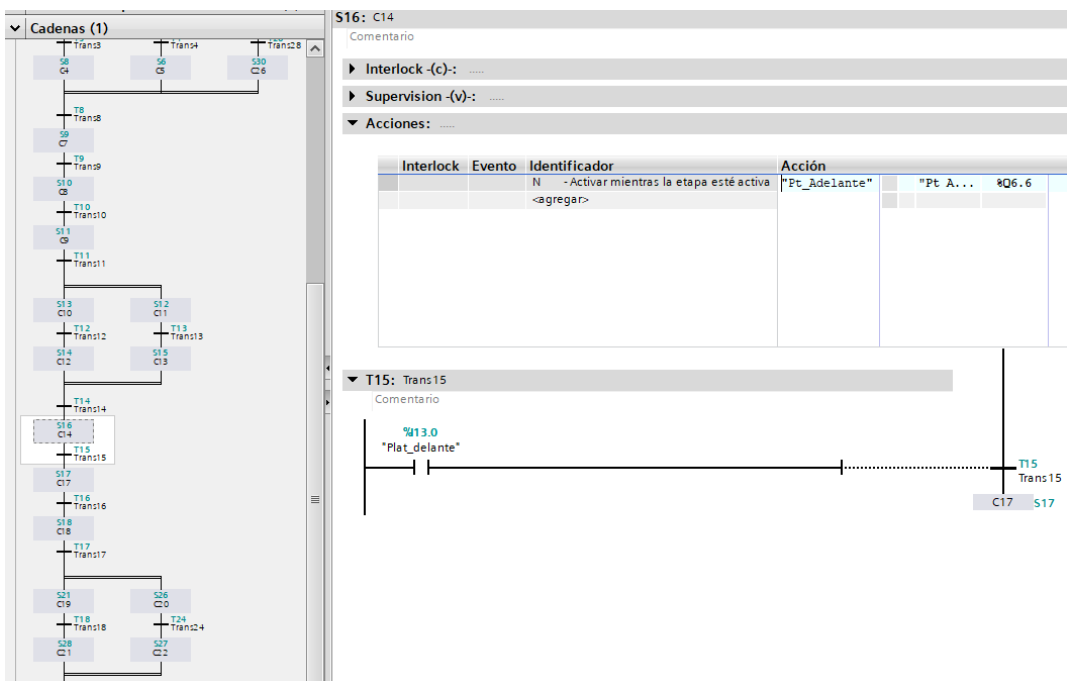 Cadenas (1)
Trans3
Trans4
Trans28
S8
C4
S6
C5
S30
C26
T8
Trans8
S9
C7
T9
Trans9
S10
C8
T10
Trans10
S11
C9
T11
Trans11
S13
C10
S12
C11
T12
Trans12
T13
Trans13
S14
C12
S15
C13
T14
Trans14
S16
C14
T15
Trans15
S17
C17
T16
Trans16
S18
C18
T17
Trans17
S21
C19
S26
C20
T18
Trans18
T24
Trans24
S28
C21
S27
C22
S16: C14
Comentario
Interlock -(c)-: .....
Supervision -(v)-: .....
Acciones: .....
Interlock Evento Identificador Acción
N - Activar mientras la etapa esté activa "Pt_Adelante" "Pt A... %Q6.6
<agregar>
T15: Trans15
Comentario
%I13.0
"Plat_delante"
T15
Trans15
C17 S17